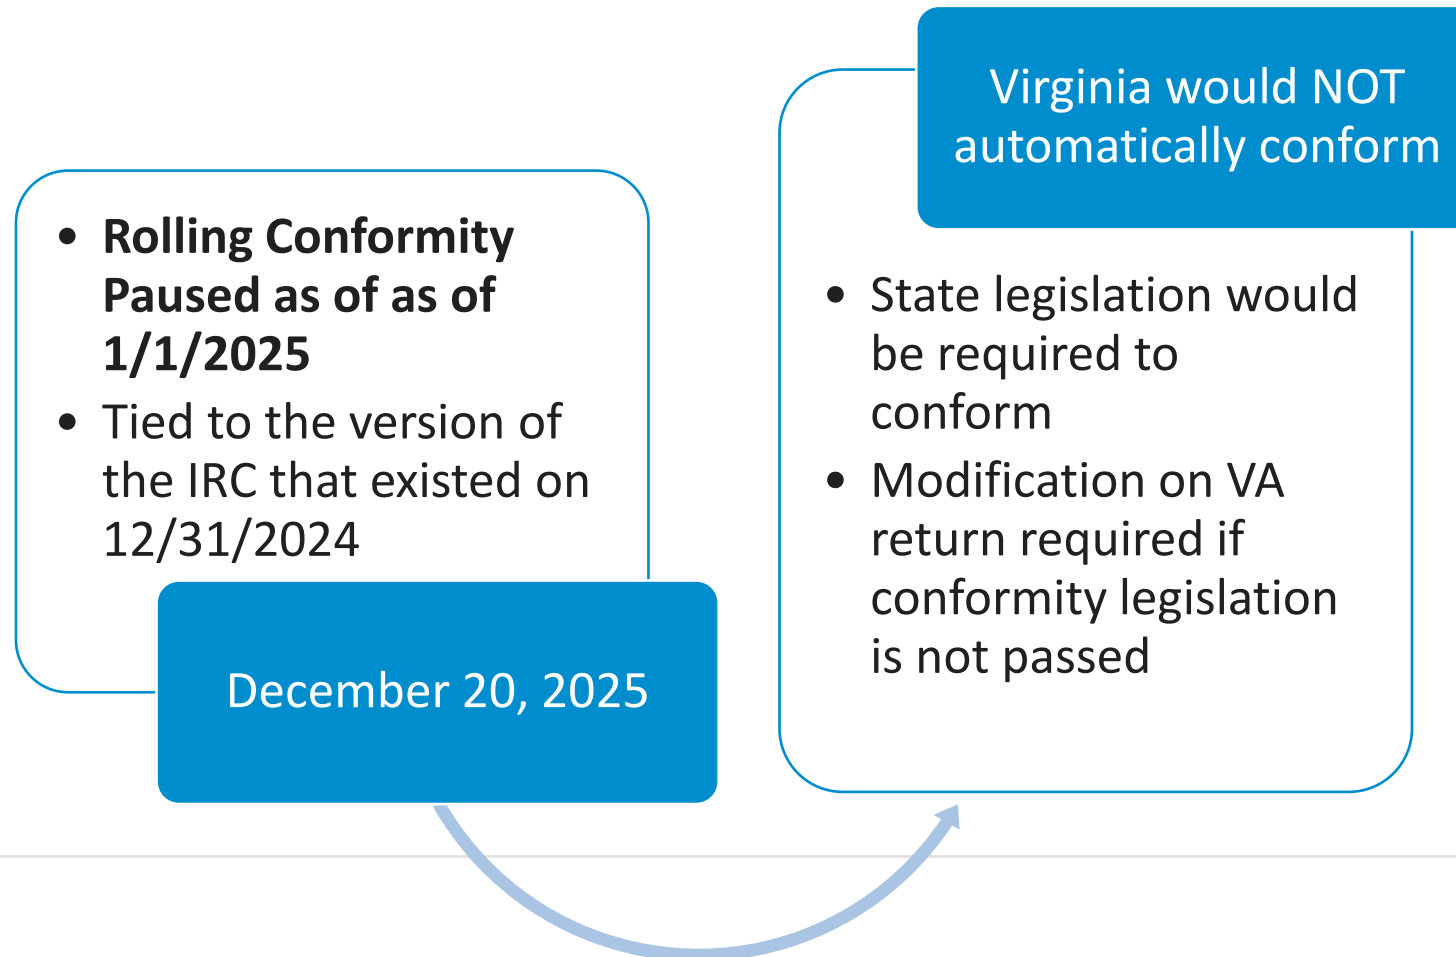 • Rolling Conformity
Paused as of as of
1/1/2025
• Tied to the version of
the IRC that existed on
12/31/2024
December 20, 2025
Virginia would NOT
automatically conform
• State legislation would
be required to
conform
• Modification on VA
return required if
conformity legislation
is not passed